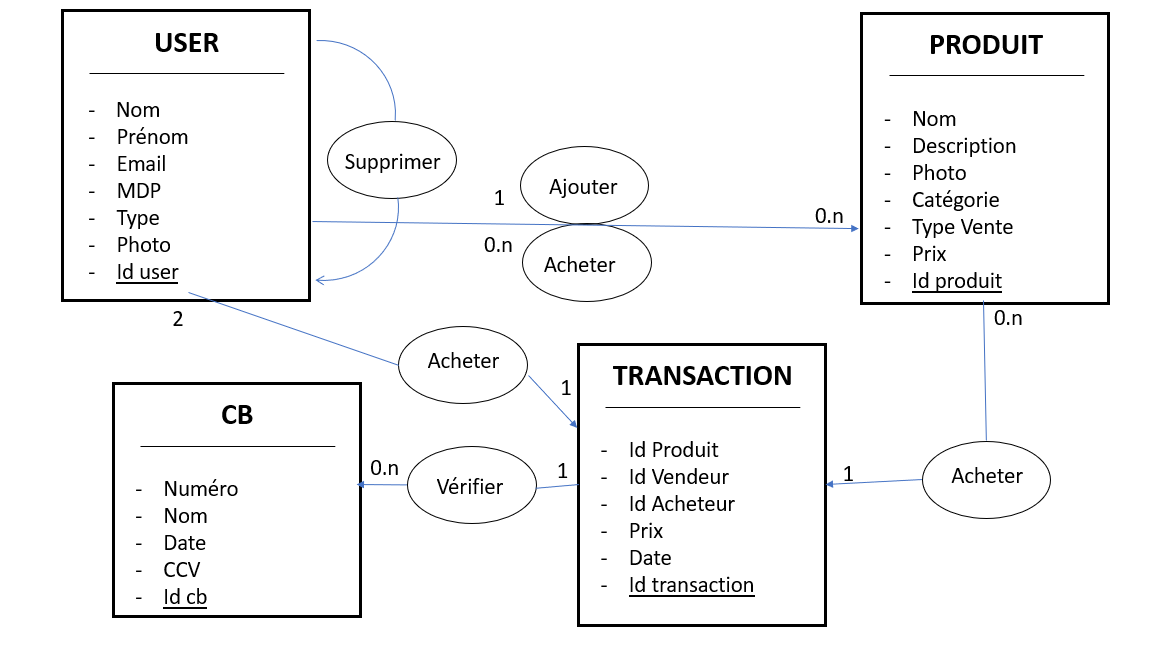 USER
- Nom
- Prénom
- Email
- MDP
- Type
- Photo
- Id user
Supprimer
1
Ajouter
0.n
0.n
Acheter
PRODUIT
- Nom
- Description
- Photo
- Catégorie
- Type Vente
- Prix
- Id produit
0.n
2
Acheter
1
TRANSACTION
- Id Produit
- Id Vendeur
- Id Acheteur
- Prix
- Date
- Id transaction
CB
- Numéro
- Nom
- Date
- CCV
- Id cb
0.n
Vérifier
1
1
Acheter